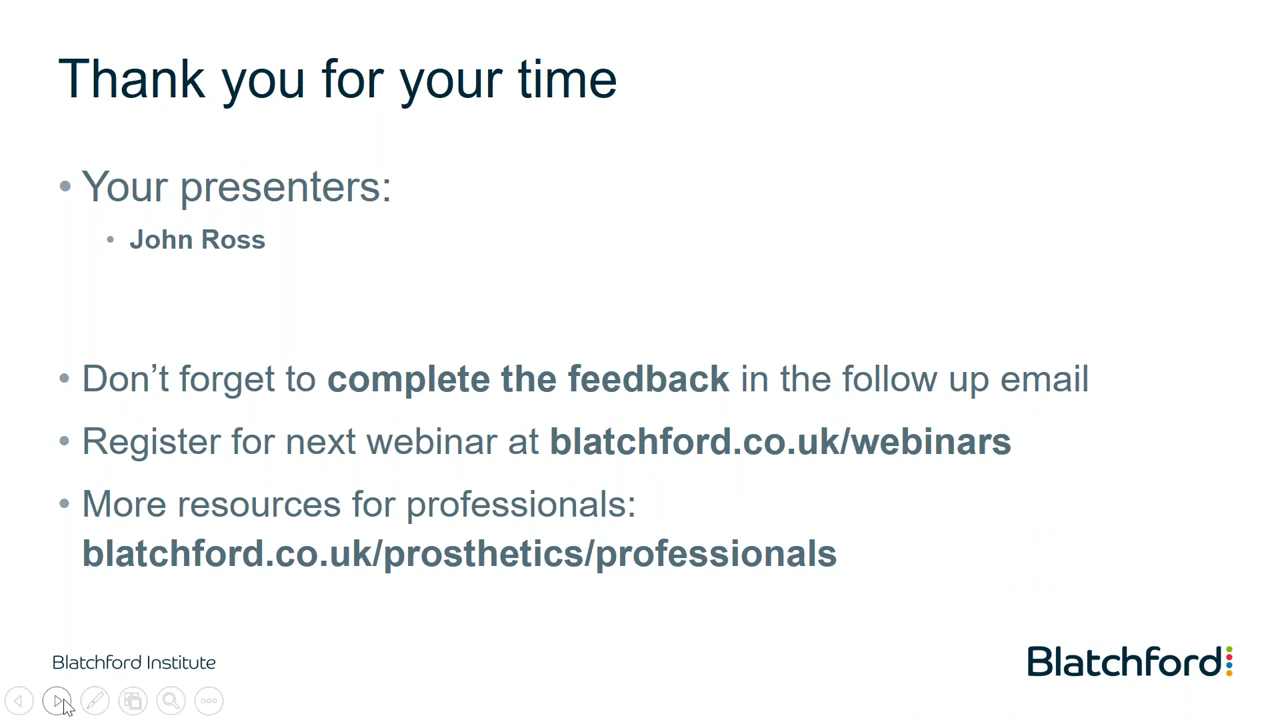 Thank you for your time
• Your presenters:
• John Ross
• Don’t forget to complete the feedback in the follow up email
• Register for next webinar at blatchford.co.uk/webinars
• More resources for professionals:
blatchford.co.uk/prosthetics/professionals
Blatchford Institute
Blatchford